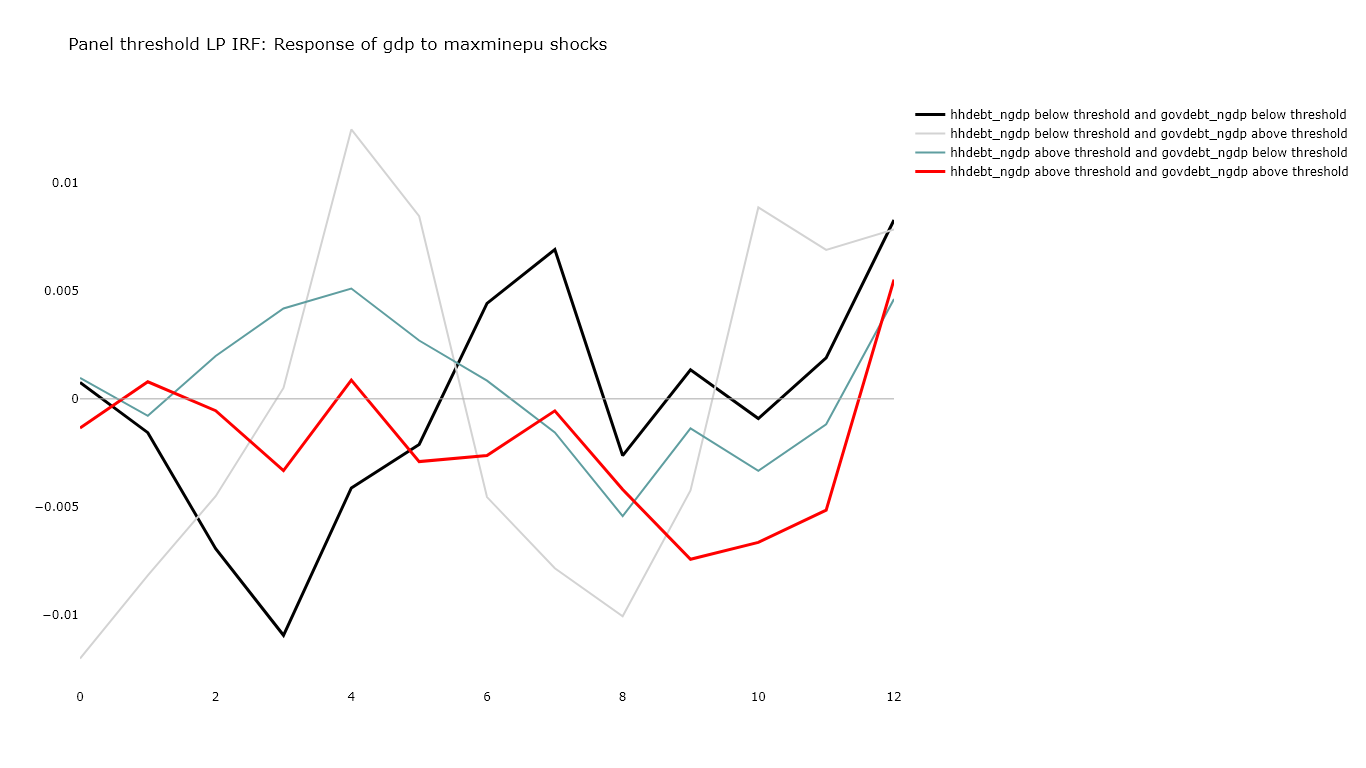 Panel threshold LP IRF: Response of gdp to maxminepu shocks
hhdebt_ngdp below threshold and govdebt_ngdp below threshold
hhdebt_ngdp below threshold and govdebt_ngdp above threshold
hhdebt_ngdp above threshold and govdebt_ngdp below threshold
hhdebt_ngdp above threshold and govdebt_ngdp above threshold
0.01
0.005
0
−0.005
−0.01
0 2 4 6 8 10 12